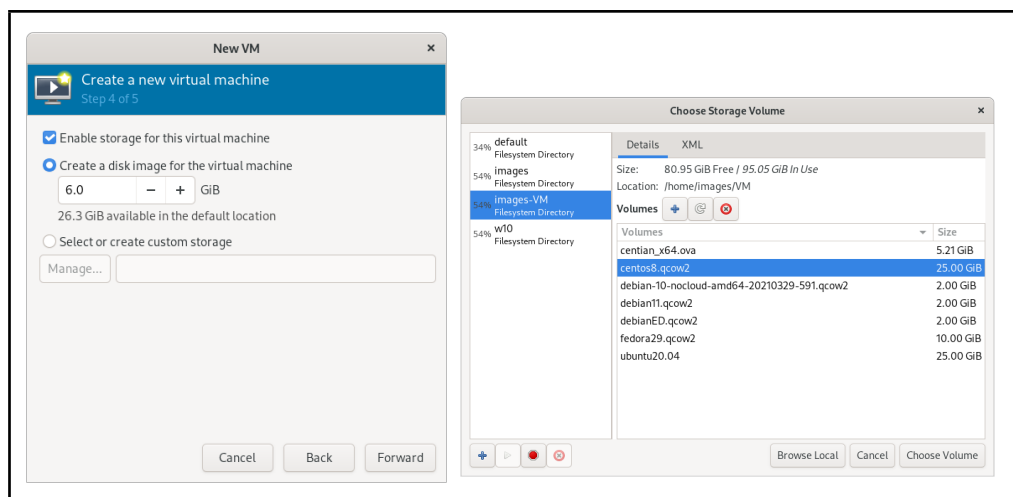 New VM ×
Create a new virtual machine
Step 4 of 5
Enable storage for this virtual machine
Create a disk image for the virtual machine
6.0 − + GiB
26.3 GiB available in the default location
Select or create custom storage
Manage...
Cancel Back Forward
Choose Storage Volume ×
34% default
Filesystem Directory
54% images
Filesystem Directory
54% images-VM
Filesystem Directory
54% w10
Filesystem Directory
Details XML
Size: 80.95 GiB Free / 95.05 GiB In Use
Location: /home/images/VM
Volumes
Volumes Size
centian_x64.ova 5.21 GiB
centos8.qcow2 25.00 GiB
debian-10-nocloud-amd64-20210329-591.qcow2 2.00 GiB
debian11.qcow2 2.00 GiB
debianED.qcow2 2.00 GiB
fedora29.qcow2 10.00 GiB
ubuntu20.04 25.00 GiB
Browse Local Cancel Choose Volume